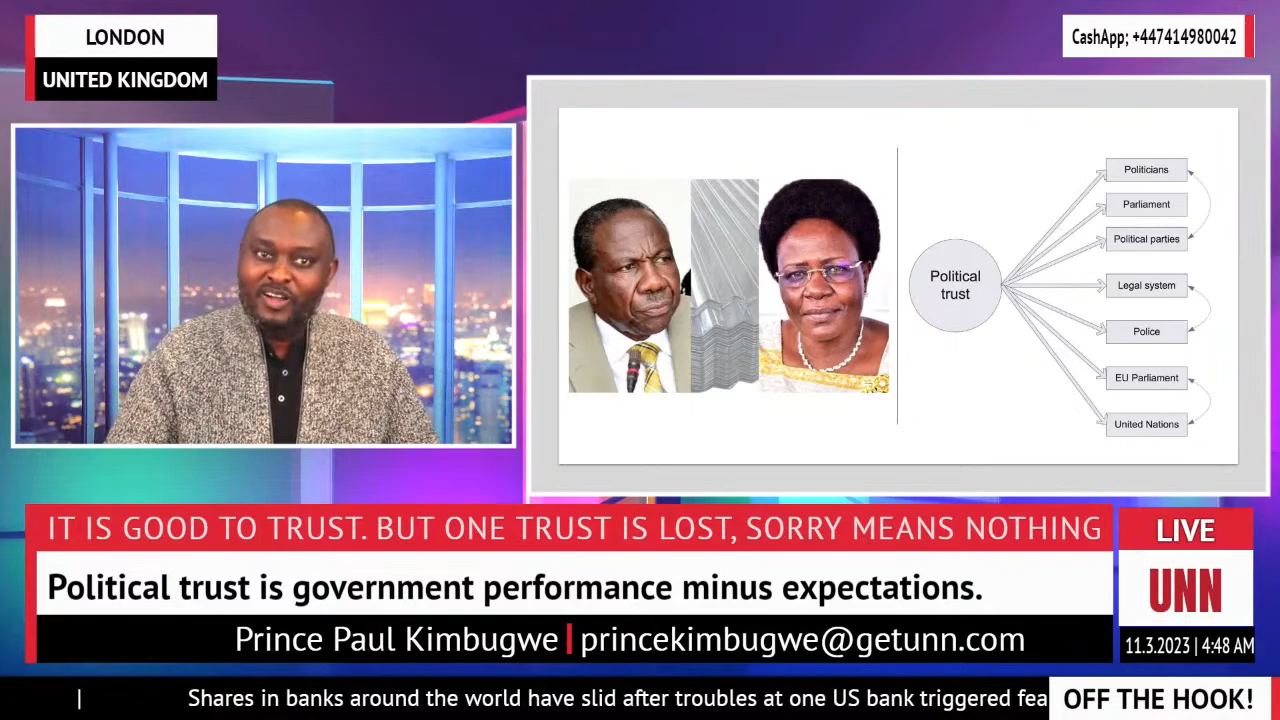 LONDON
UNITED KINGDOM
CashApp; +447414980042
Political
trust
Politicians
Parliament
Political parties
Legal system
Police
EU Parliament
United Nations
IT IS GOOD TO TRUST. BUT ONE TRUST IS LOST, SORRY MEANS NOTHING
Political trust is government performance minus expectations.
Prince Paul Kimbugwe | princekimbugwe@getunn.com
LIVE
UNN
11.3.2023 | 4:48 AM
| Shares in banks around the world have slid after troubles at one US bank triggered fea
OFF THE HOOK!